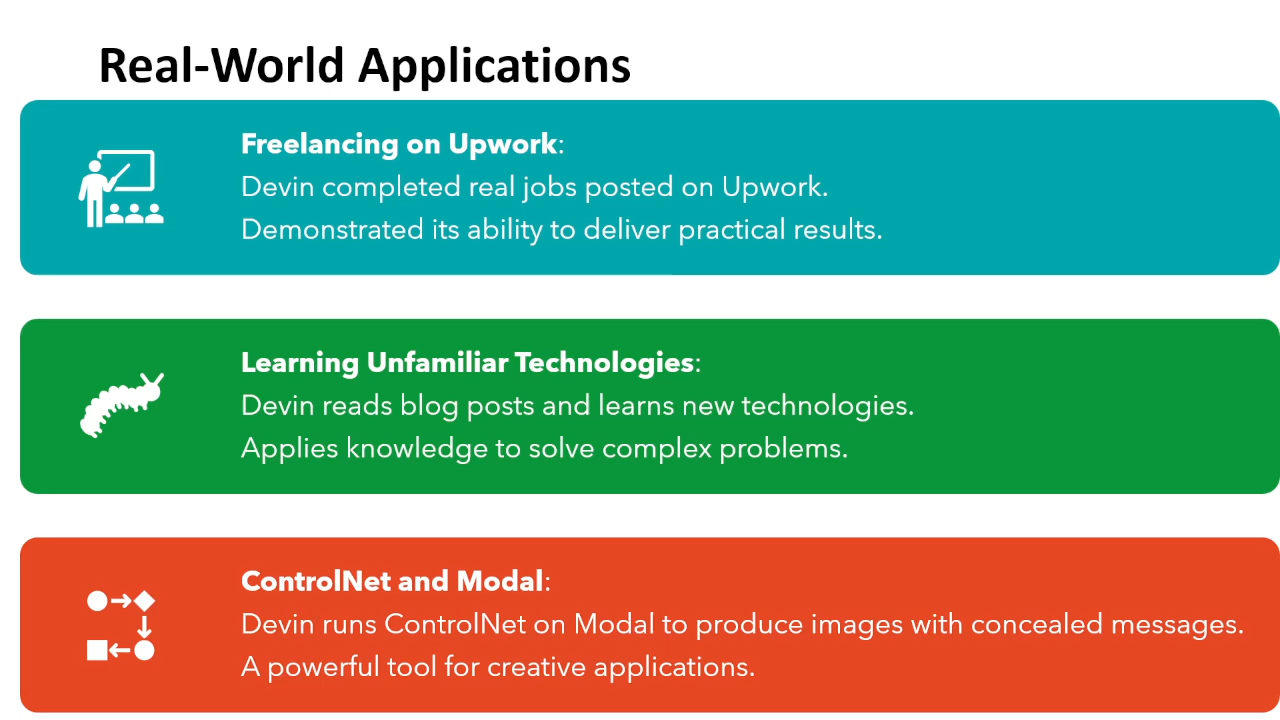 Real-World Applications
Freelancing on Upwork:
Devin completed real jobs posted on Upwork.
Demonstrated its ability to deliver practical results.
Learning Unfamiliar Technologies:
Devin reads blog posts and learns new technologies.
Applies knowledge to solve complex problems.
ControlNet and Modal:
Devin runs ControlNet on Modal to produce images with concealed messages.
A powerful tool for creative applications.